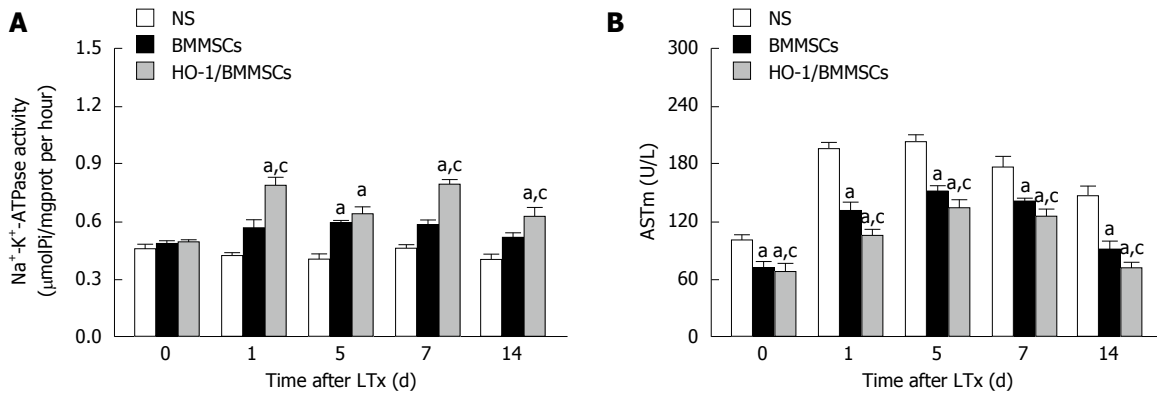 A
NS
BMMSCs
HO-1/BMMSCs
Na⁺-K⁺-ATPase activity
(μmolPi/mgprot per hour)
1.5
1.2
0.9
0.6
0.3
0.0
a,c
a
a
a,c
a,c
0
1
5
7
14
Time after LTx (d)
B
NS
BMMSCs
HO-1/BMMSCs
ASTm (U/L)
300
240
180
120
60
0
a
a,c
a
a,c
a
a,c
a
a,c
a
a,c
0
1
5
7
14
Time after LTx (d)